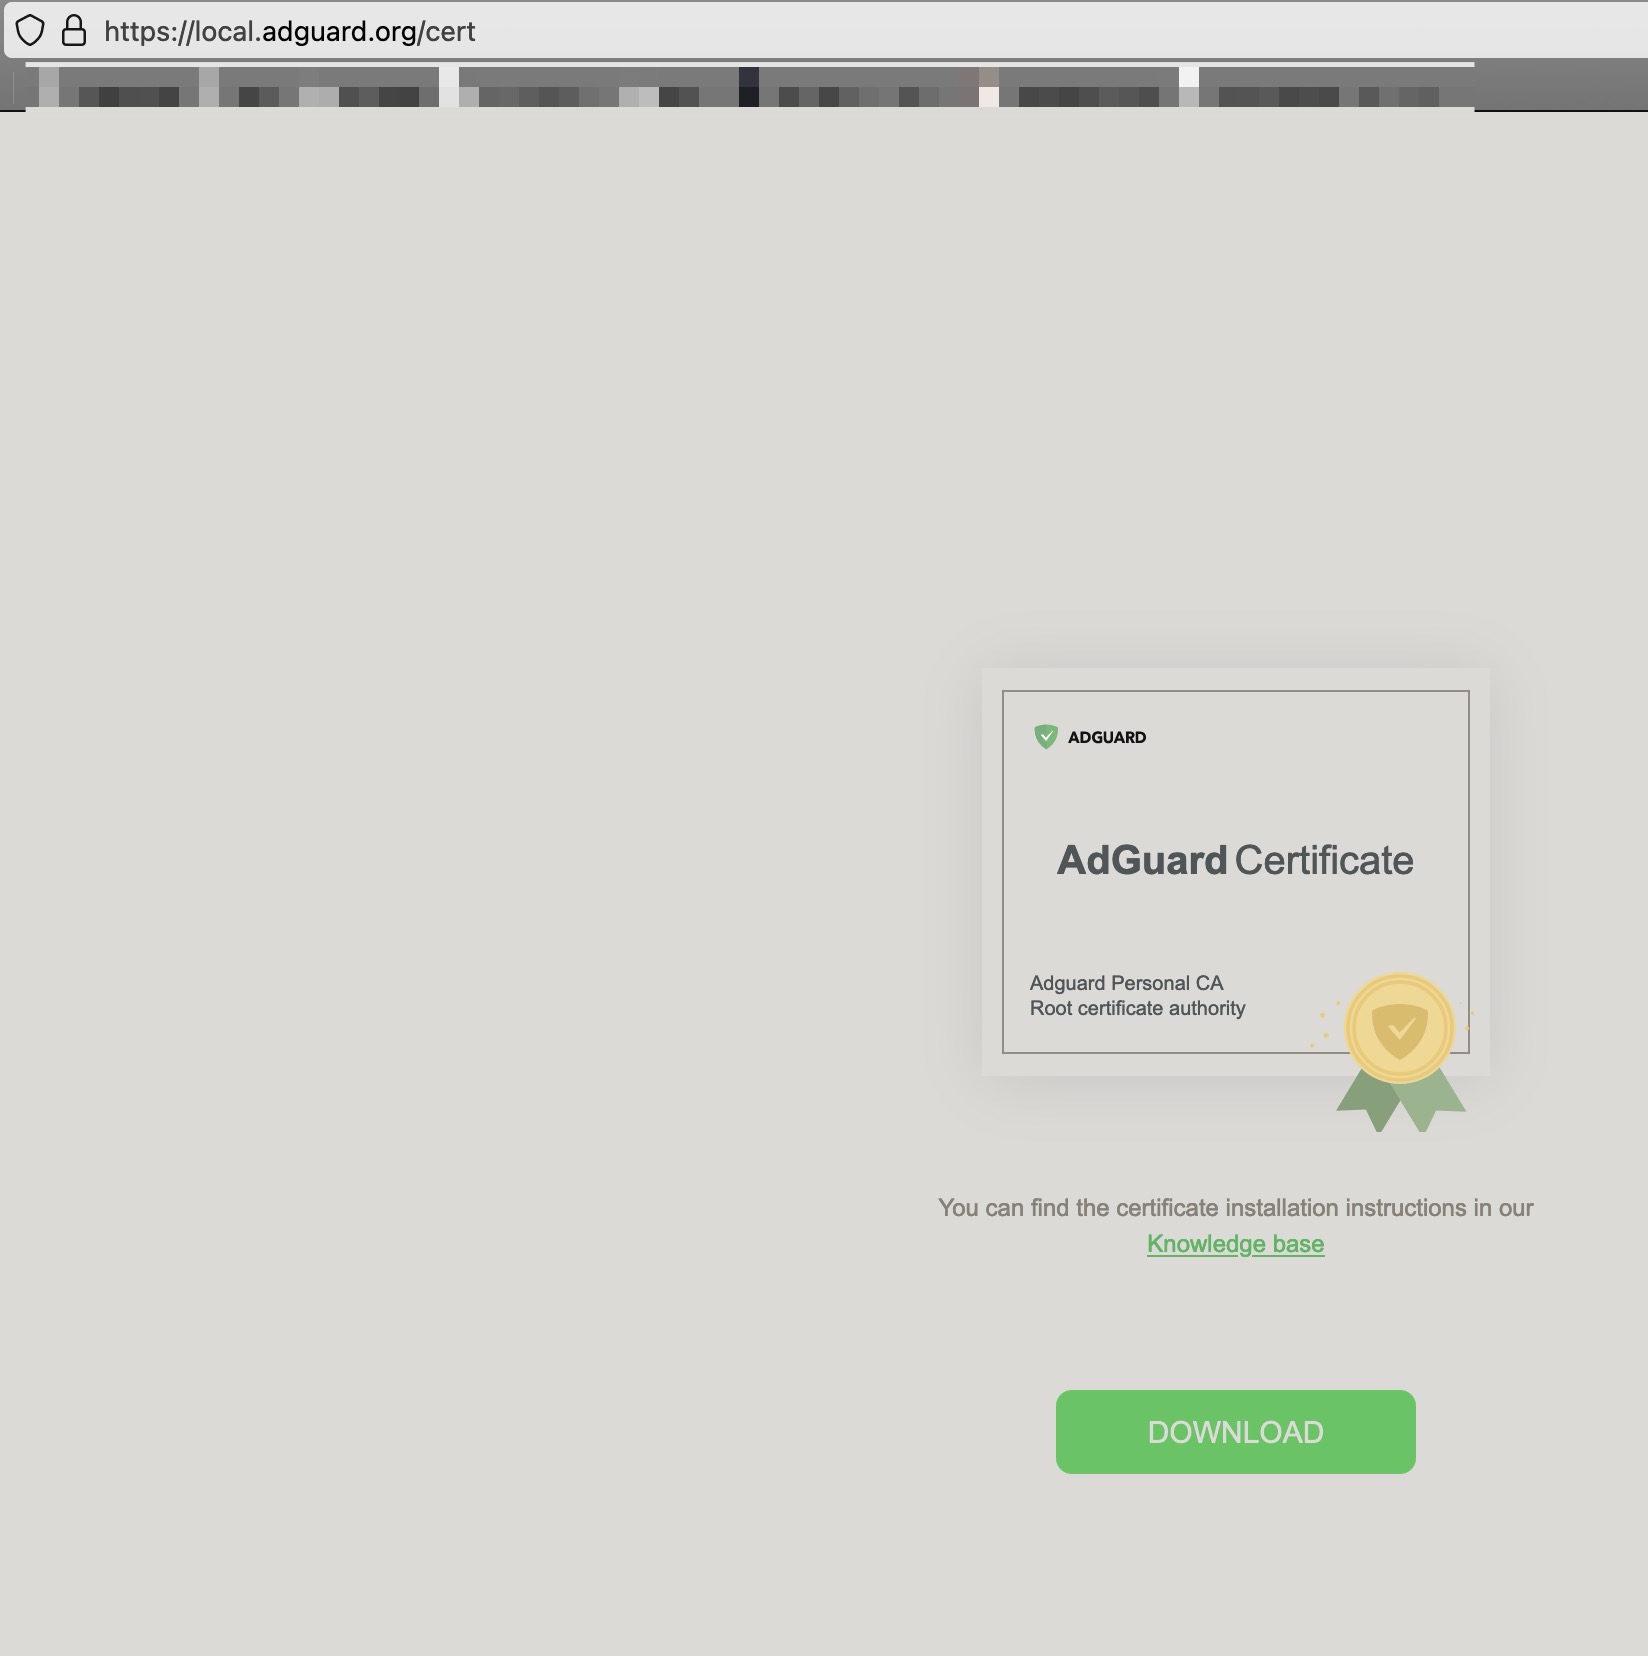 https://local.adguard.org/cert
ADGUARD
AdGuard Certificate
Adguard Personal CA
Root certificate authority
You can find the certificate installation instructions in our
Knowledge base
DOWNLOAD